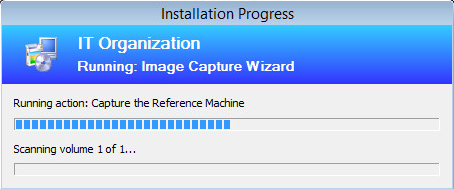 Installation Progress
IT Organization
Running: Image Capture Wizard
Running action: Capture the Reference Machine
Scanning volume 1 of 1...